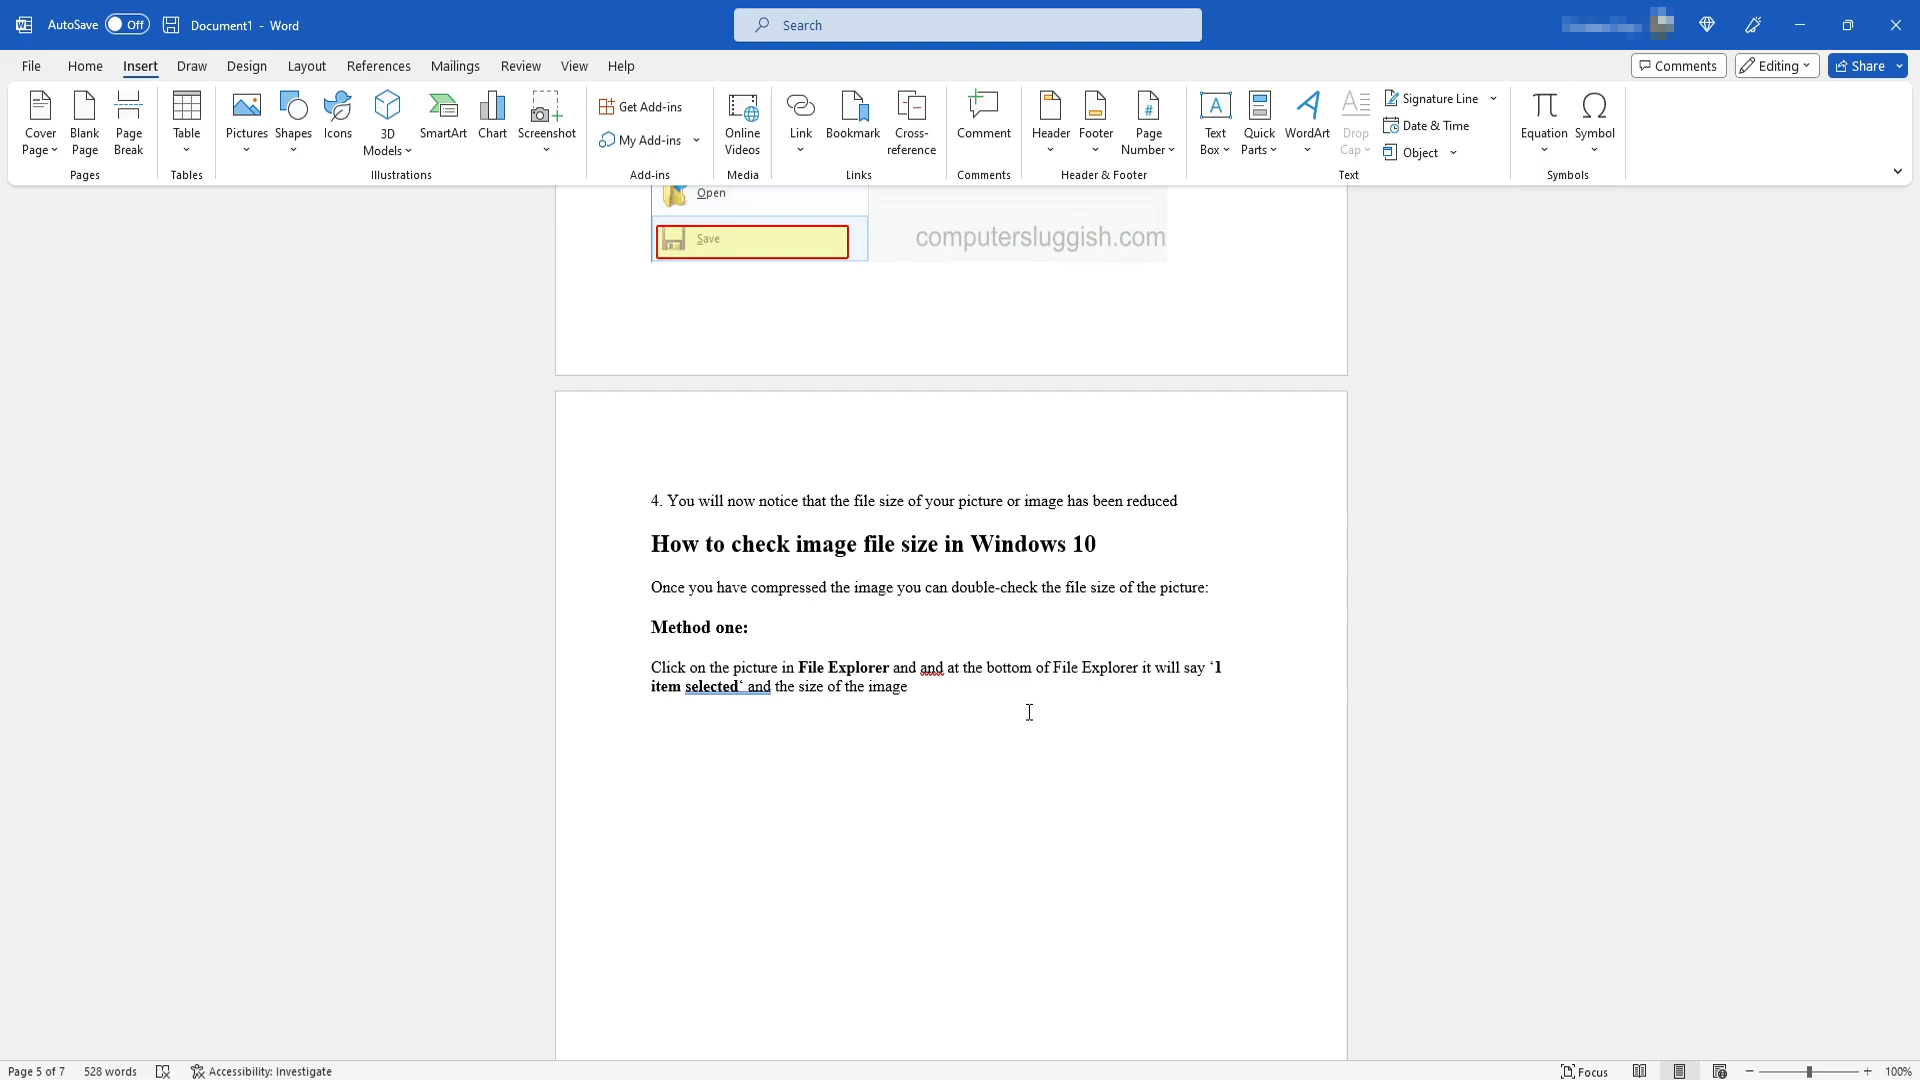 AutoSave Off Document1 - Word Search
File Home Insert Draw Design Layout References Mailings Review View Help Comments Editing Share
Cover Page Blank Page Page Break
Pages
Table
Tables
Pictures Shapes Icons 3D Models SmartArt Chart Screenshot
Illustrations
Get Add-ins
My Add-ins
Add-ins
Online Videos
Media
Link Bookmark Cross-reference
Links
Comment
Comments
Header Footer Page Number
Header & Footer
Text Box Quick Parts WordArt Drop Cap
Signature Line
Date & Time
Object
Text
Equation Symbol
Symbols
Open
Save
computersluggish.com
4. You will now notice that the file size of your picture or image has been reduced
How to check image file size in Windows 10
Once you have compressed the image you can double-check the file size of the picture:
Method one:
Click on the picture in File Explorer and and at the bottom of File Explorer it will say ‘1
item selected‘ and the size of the image
Page 5 of 7 528 words Accessibility: Investigate Focus 100%